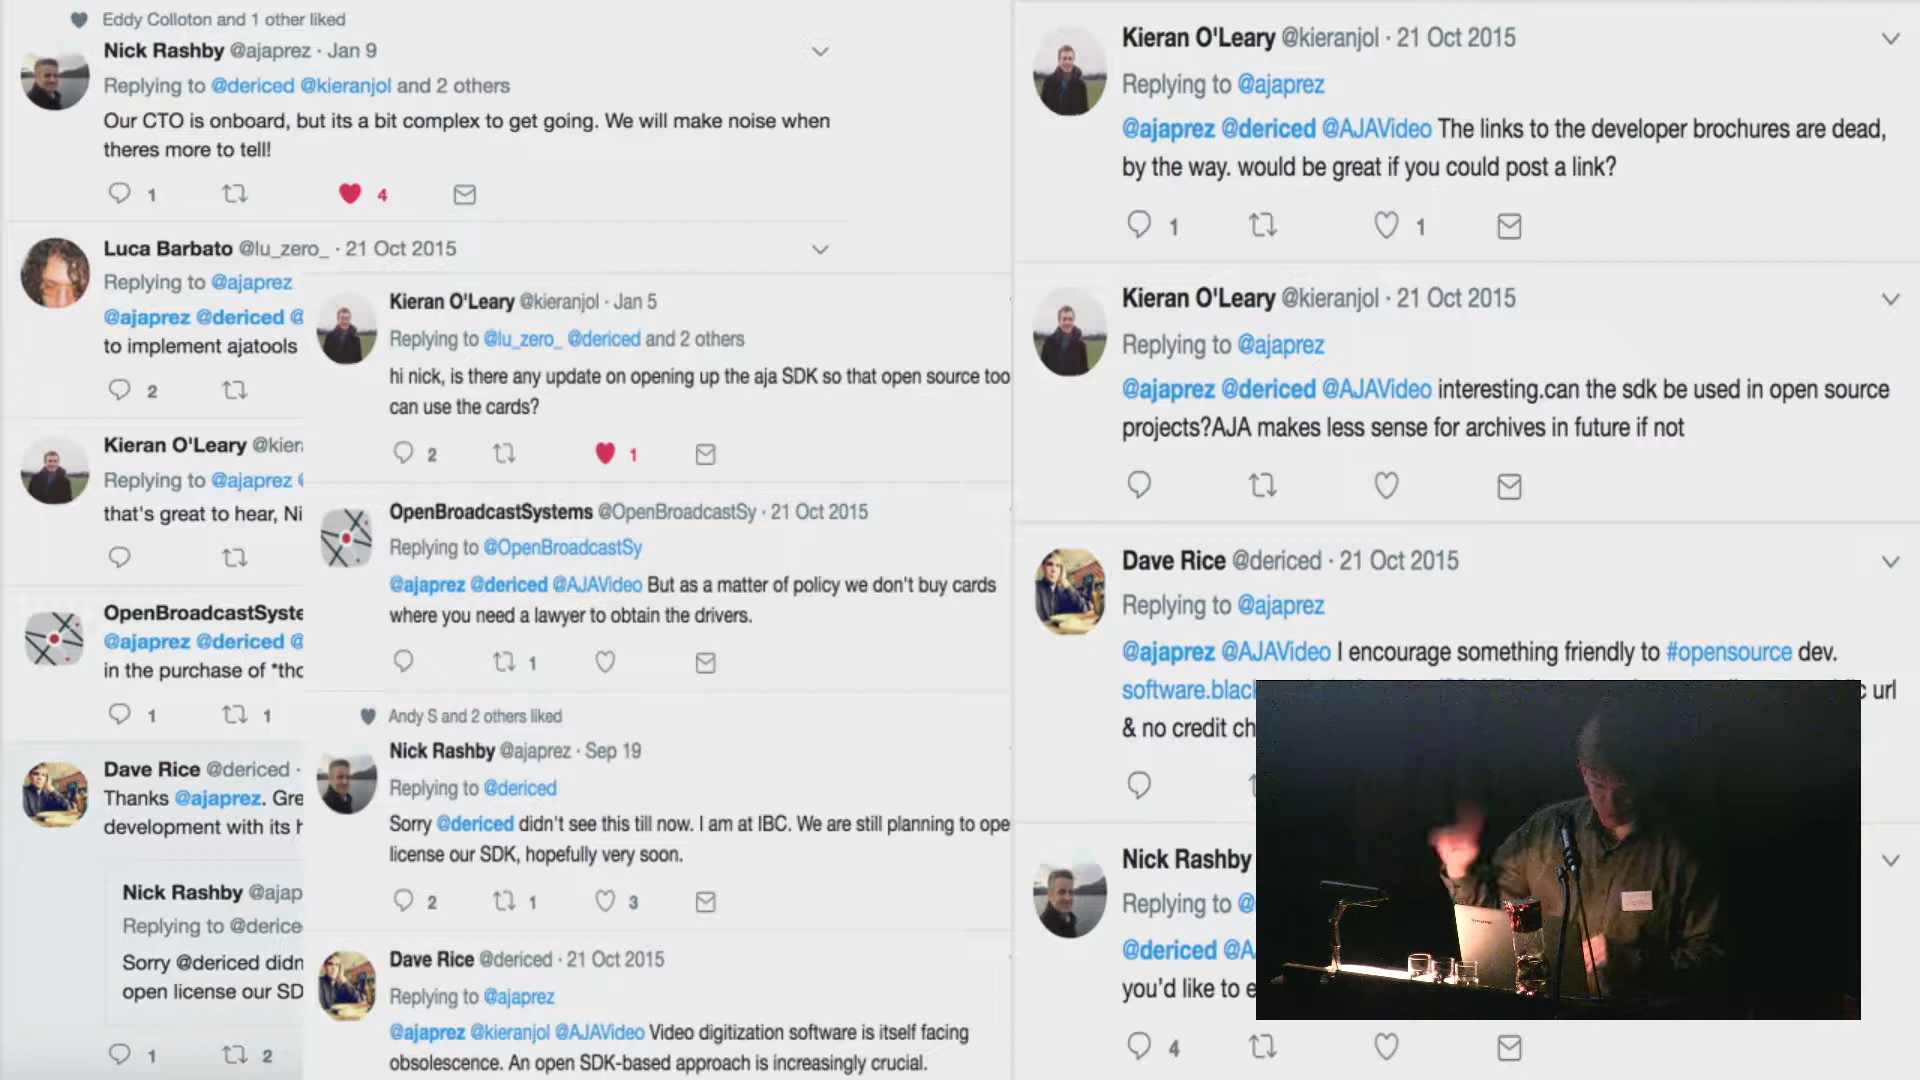 Eddy Colloton and 1 other liked
Nick Rashby @ajaprez · Jan 9
Replying to @dericed @kieranjol and 2 others
Our CTO is onboard, but its a bit complex to get going. We will make noise when
theres more to tell!
1 4
Luca Barbato @lu_zero_ · 21 Oct 2015
Replying to @ajaprez
@ajaprez @dericed @
to implement ajatools
2
Kieran O'Leary @kier
Replying to @ajaprez
that's great to hear, Ni
OpenBroadcastSyste
@ajaprez @dericed @
in the purchase of *tho
1 1
Dave Rice @dericed ·
Thanks @ajaprez. Gre
development with its h
Nick Rashby @ajap
Replying to @derice
Sorry @dericed didn
open license our SD
1 2
Kieran O'Leary @kieranjol · Jan 5
Replying to @lu_zero_ @dericed and 2 others
hi nick, is there any update on opening up the aja SDK so that open source too
can use the cards?
2 1
OpenBroadcastSystems @OpenBroadcastSy · 21 Oct 2015
Replying to @OpenBroadcastSy
@ajaprez @dericed @AJAVideo But as a matter of policy we don't buy cards
where you need a lawyer to obtain the drivers.
1
Andy S and 2 others liked
Nick Rashby @ajaprez · Sep 19
Replying to @dericed
Sorry @dericed didn't see this till now. I am at IBC. We are still planning to ope
license our SDK, hopefully very soon.
2 1 3
Dave Rice @dericed · 21 Oct 2015
Replying to @ajaprez
@ajaprez @kieranjol @AJAVideo Video digitization software is itself facing
obsolescence. An open SDK-based approach is increasingly crucial.
Kieran O'Leary @kieranjol · 21 Oct 2015
Replying to @ajaprez
@ajaprez @dericed @AJAVideo The links to the developer brochures are dead,
by the way. would be great if you could post a link?
1 1
Kieran O'Leary @kieranjol · 21 Oct 2015
Replying to @ajaprez
@ajaprez @dericed @AJAVideo interesting.can the sdk be used in open source
projects?AJA makes less sense for archives in future if not
Dave Rice @dericed · 21 Oct 2015
Replying to @ajaprez
@ajaprez @AJAVideo I encourage something friendly to #opensource dev.
software.black c url
& no credit ch
Nick Rashby
Replying to @
@dericed @A
you'd like to e
4